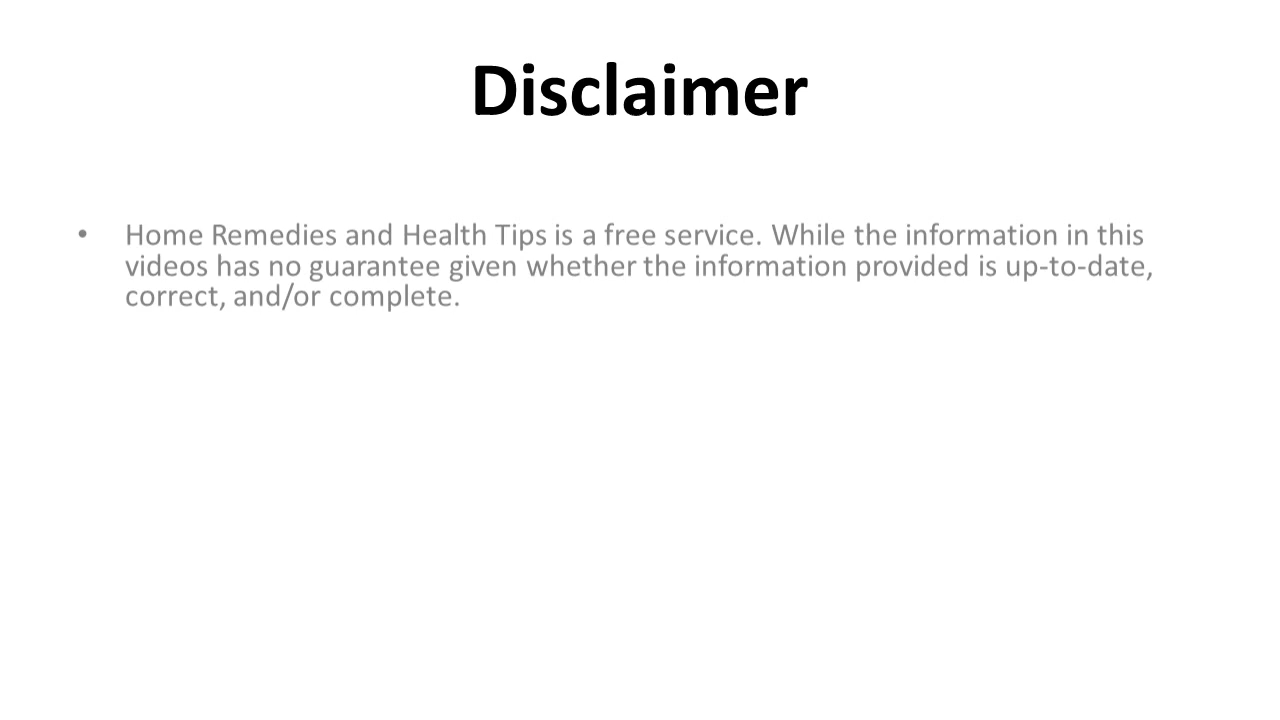 Disclaimer
• Home Remedies and Health Tips is a free service. While the information in this
videos has no guarantee given whether the information provided is up-to-date,
correct, and/or complete.